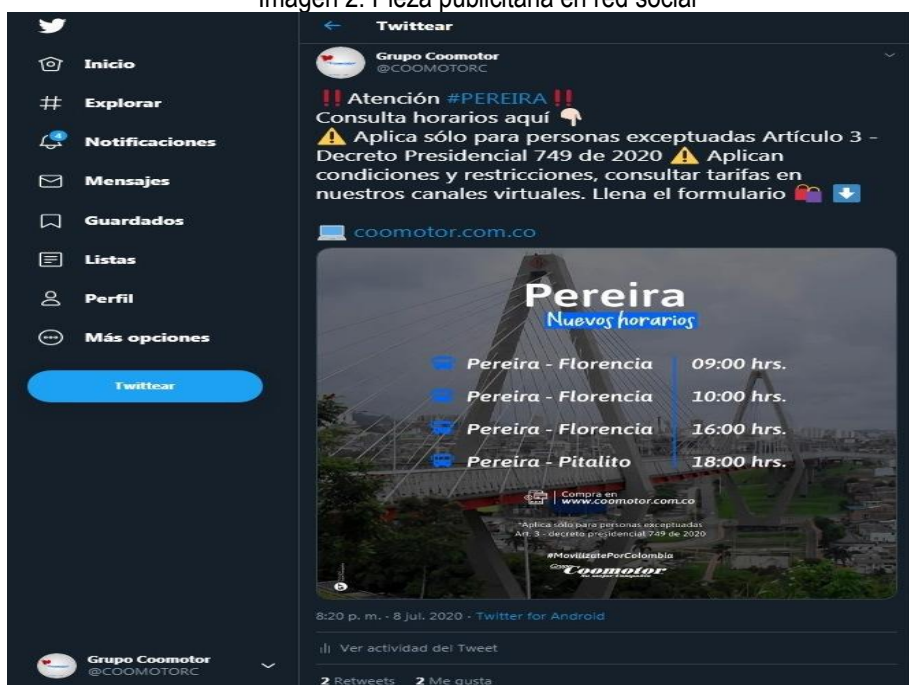 Imagen 2. Pieza publicitaria en red social
Inicio
Explorar
4
Notificaciones
Mensajes
Guardados
Listas
Perfil
Más opciones
Twittear
Grupo Coomotor
@COOMOTORC
Twittear
Grupo Coomotor
@COOMOTORC
‼️ Atención #PEREIRA ‼️
Consulta horarios aquí 👇🏻
⚠️ Aplica sólo para personas exceptuadas Artículo 3 –
Decreto Presidencial 749 de 2020 ⚠️ Aplican
condiciones y restricciones, consultar tarifas en
nuestros canales virtuales. Llena el formulario 🛍️ ⬇️
💻 coomotor.com.co
Pereira
Nuevos horarios
Pereira - Florencia 09:00 hrs.
Pereira - Florencia 10:00 hrs.
Pereira - Florencia 16:00 hrs.
Pereira - Pitalito 18:00 hrs.
Compra en
www.coomotor.com.co
*Aplica sólo para personas exceptuadas
Art. 3 - decreto presidencial 749 de 2020
#MovilizatePorColombia
Grupo
Coomotor
Su mejor Compañía
8:20 p. m. · 8 jul. 2020 · Twitter for Android
Ver actividad del Tweet
2 Retweets 2 Me gusta